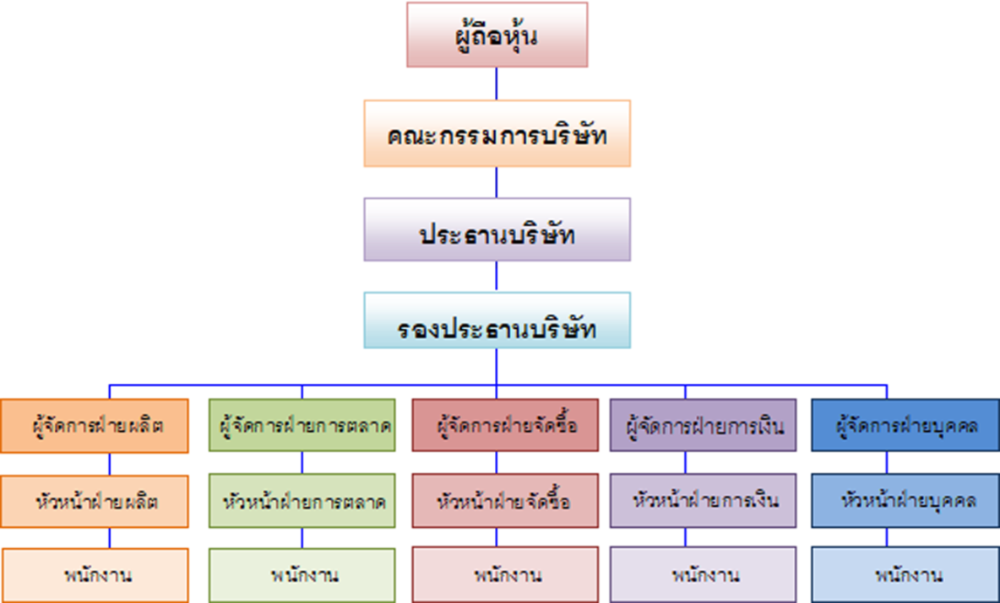 ผู้ถือหุ้น
คณะกรรมการบริษัท
ประธานบริษัท
รองประธานบริษัท
ผู้จัดการฝ่ายผลิต
ผู้จัดการฝ่ายการตลาด
ผู้จัดการฝ่ายจัดซื้อ
ผู้จัดการฝ่ายการเงิน
ผู้จัดการฝ่ายบุคคล
หัวหน้าฝ่ายผลิต
หัวหน้าฝ่ายการตลาด
หัวหน้าฝ่ายจัดซื้อ
หัวหน้าฝ่ายการเงิน
หัวหน้าฝ่ายบุคคล
พนักงาน
พนักงาน
พนักงาน
พนักงาน
พนักงาน